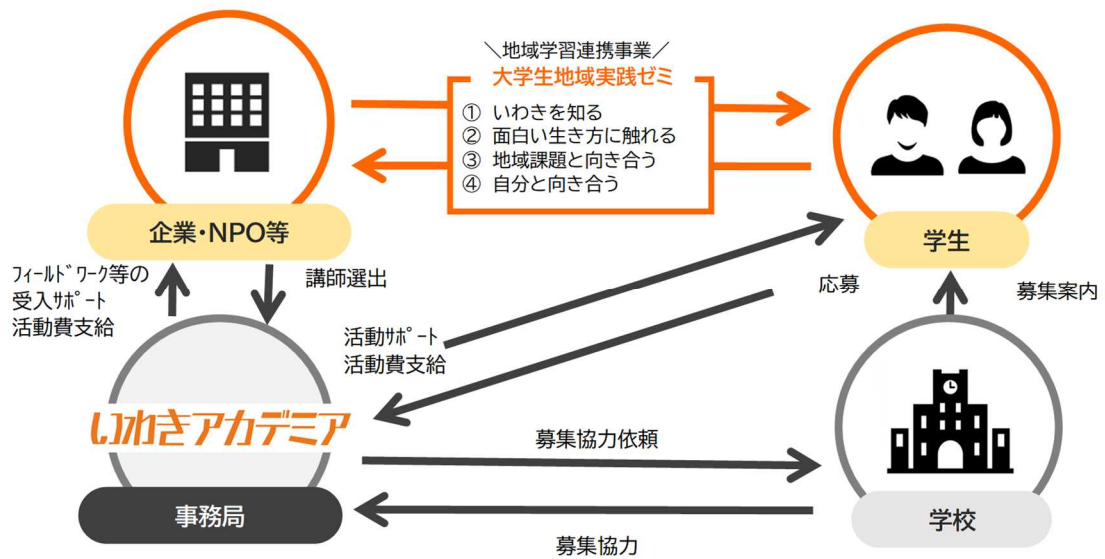 ＼地域学習連携事業／
大学生地域実践ゼミ
① いわきを知る
② 面白い生き方に触れる
③ 地域課題と向き合う
④ 自分と向き合う
企業・NPO等
学生
フィールドワーク等の
受入サポート
活動費支給
講師選出
活動サポート
活動費支給
応募
募集案内
いわきアカデミア
事務局
募集協力依頼
募集協力
学校